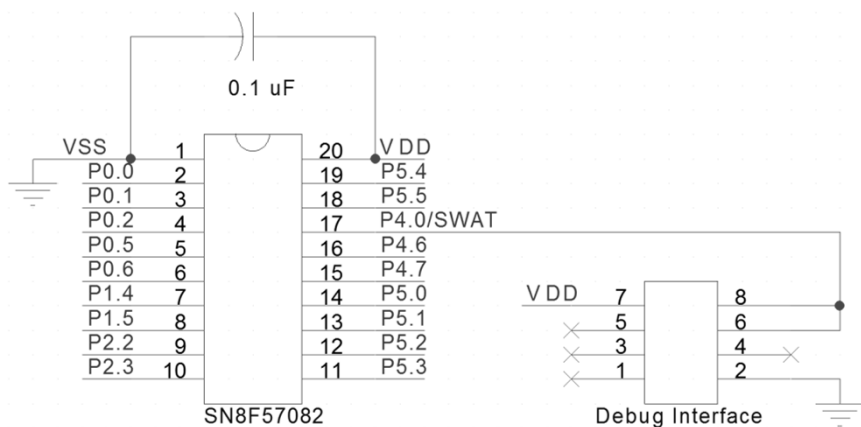 0.1 uF
VSS 1 20 VDD
P0.0 2 19 P5.4
P0.1 3 18 P5.5
P0.2 4 17 P4.0/SWAT
P0.5 5 16 P4.6
P0.6 6 15 P4.7
P1.4 7 14 P5.0
P1.5 8 13 P5.1
P2.2 9 12 P5.2
P2.3 10 11 P5.3
SN8F57082
VDD 7 8
5 6
3 4
1 2
Debug Interface